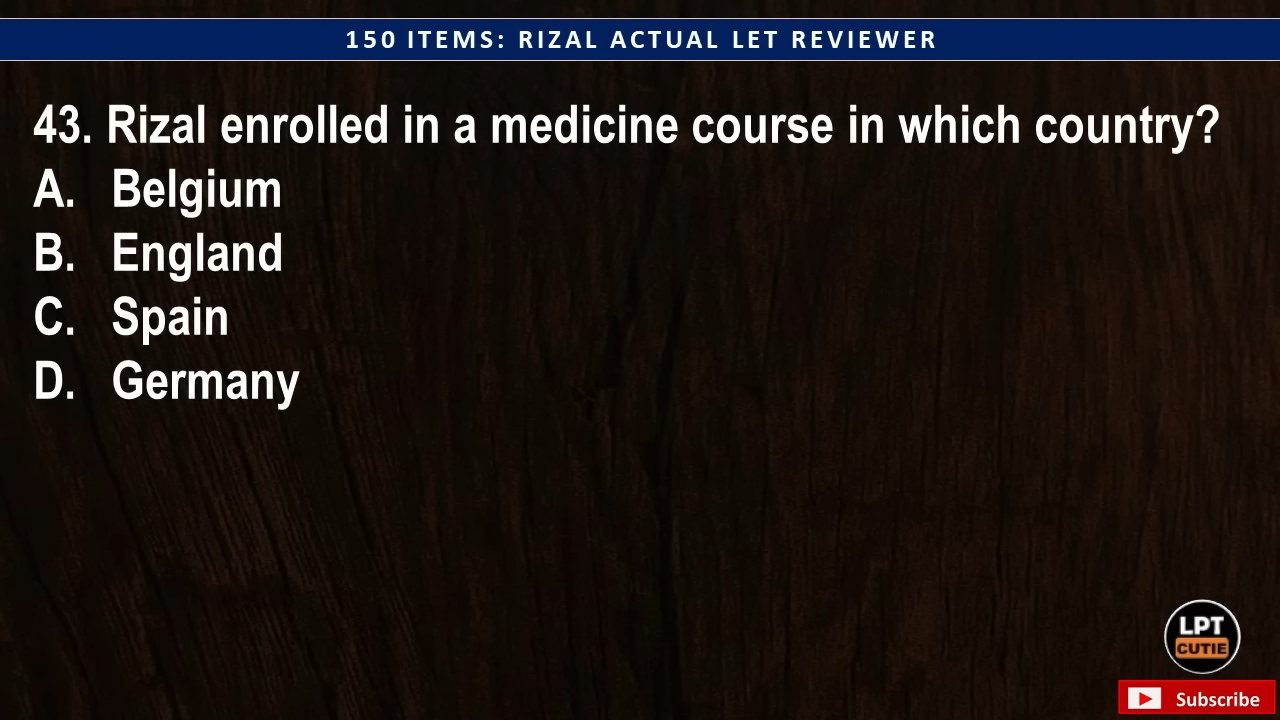 150 ITEMS: RIZAL ACTUAL LET REVIEWER
43. Rizal enrolled in a medicine course in which country?
A. Belgium
B. England
C. Spain
D. Germany
LPT
CUTIE
Subscribe